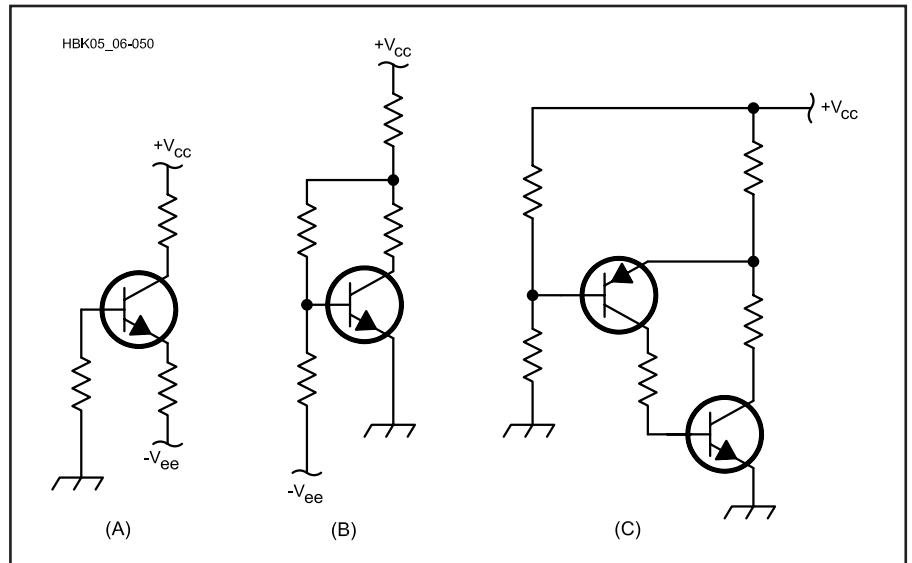 HBK05_06-050
+Vcc
-Vee
(A)
+Vcc
-Vee
(B)
+Vcc
(C)